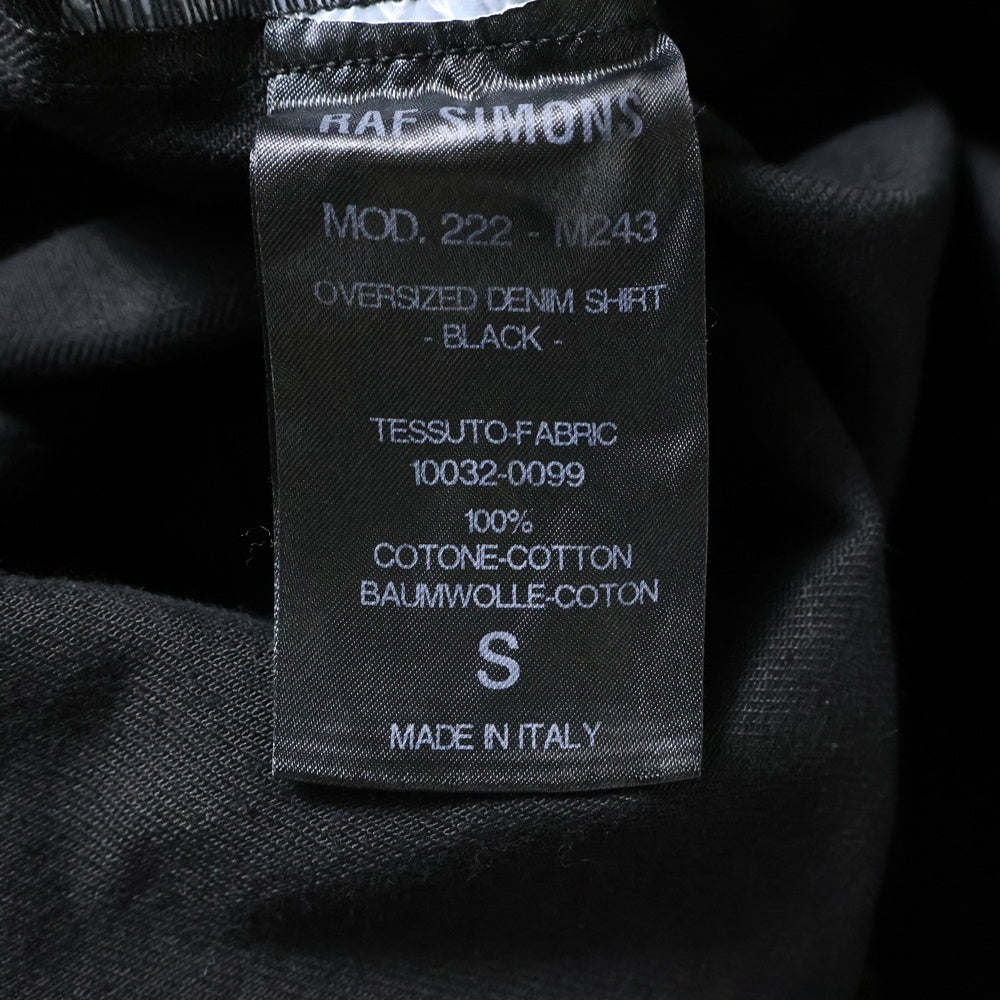 RAF SIMONS
MOD. 222 - M243
OVERSIZED DENIM SHIRT
- BLACK -
TESSUTO-FABRIC
10032-0099
100%
COTONE-COTTON
BAUMWOLLE-COTON
S
MADE IN ITALY